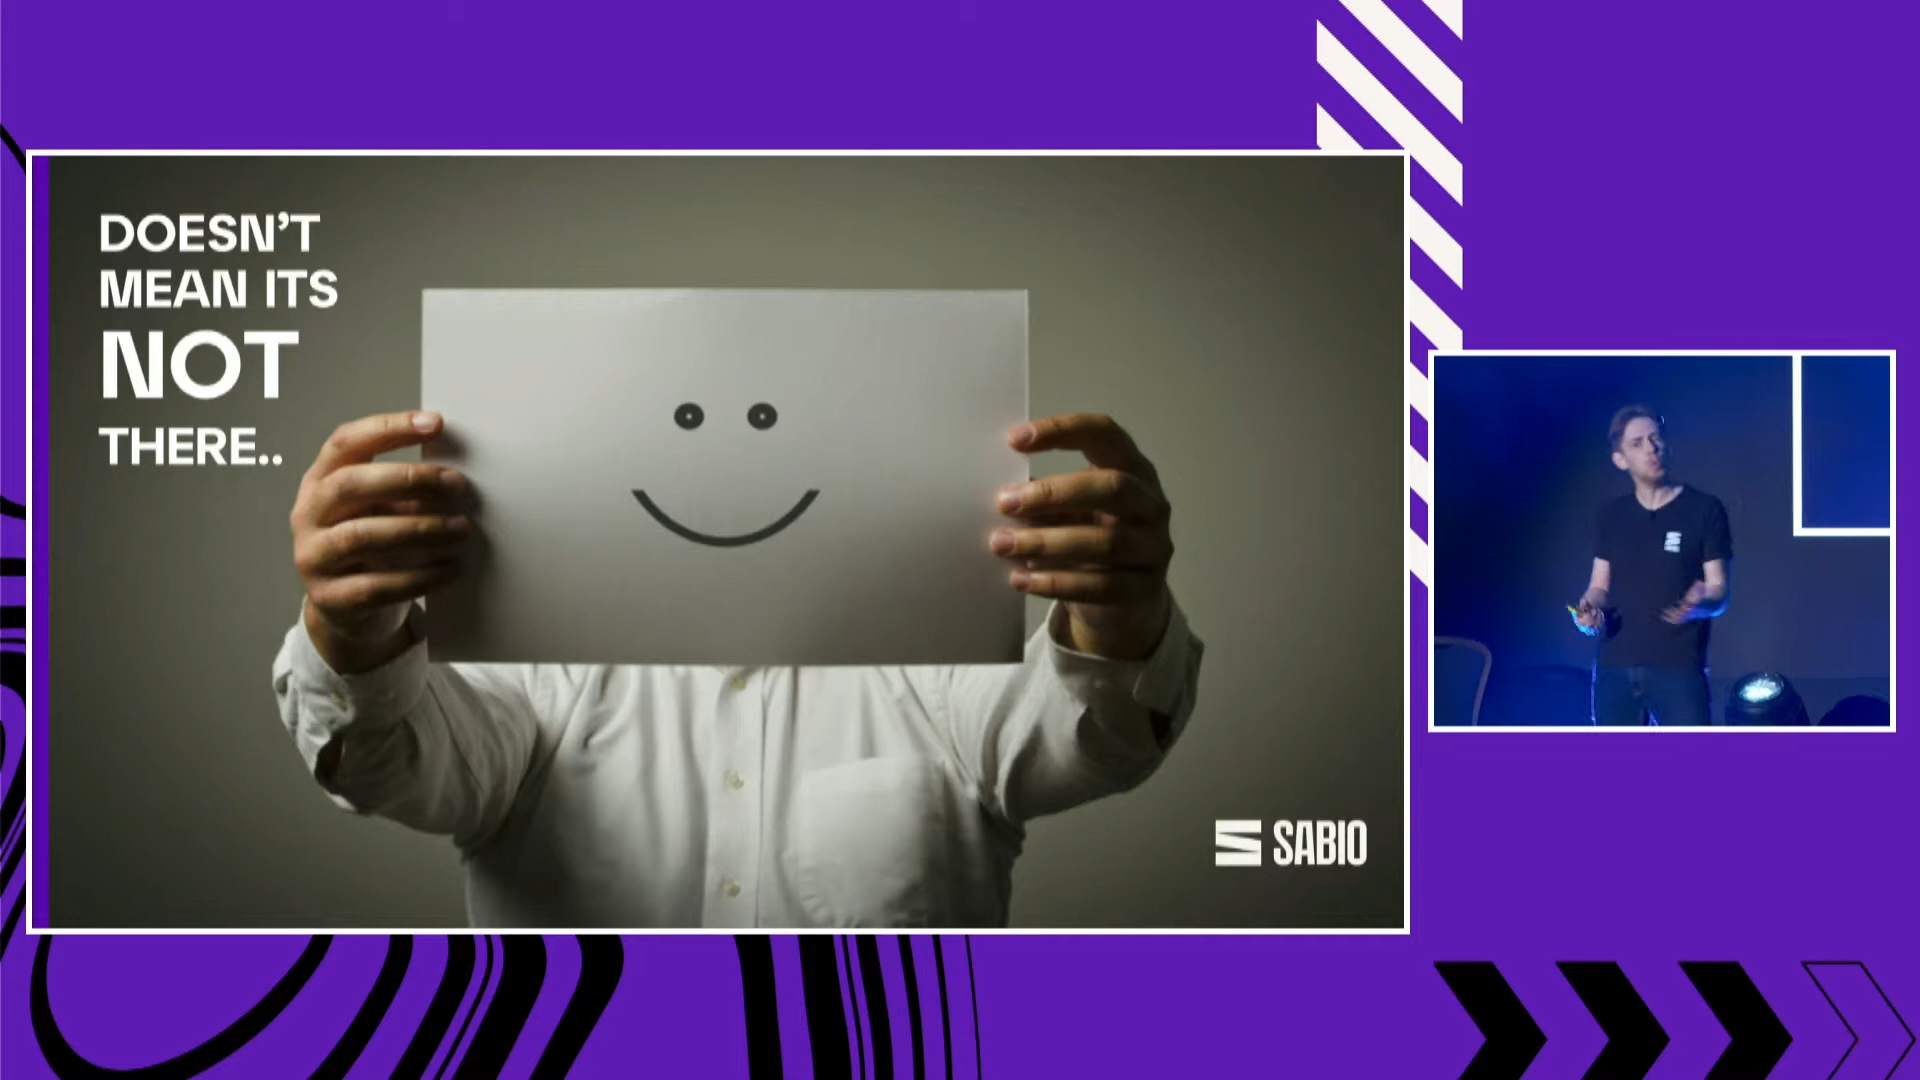 DOESN’T
MEAN ITS
NOT
THERE..
SABIO